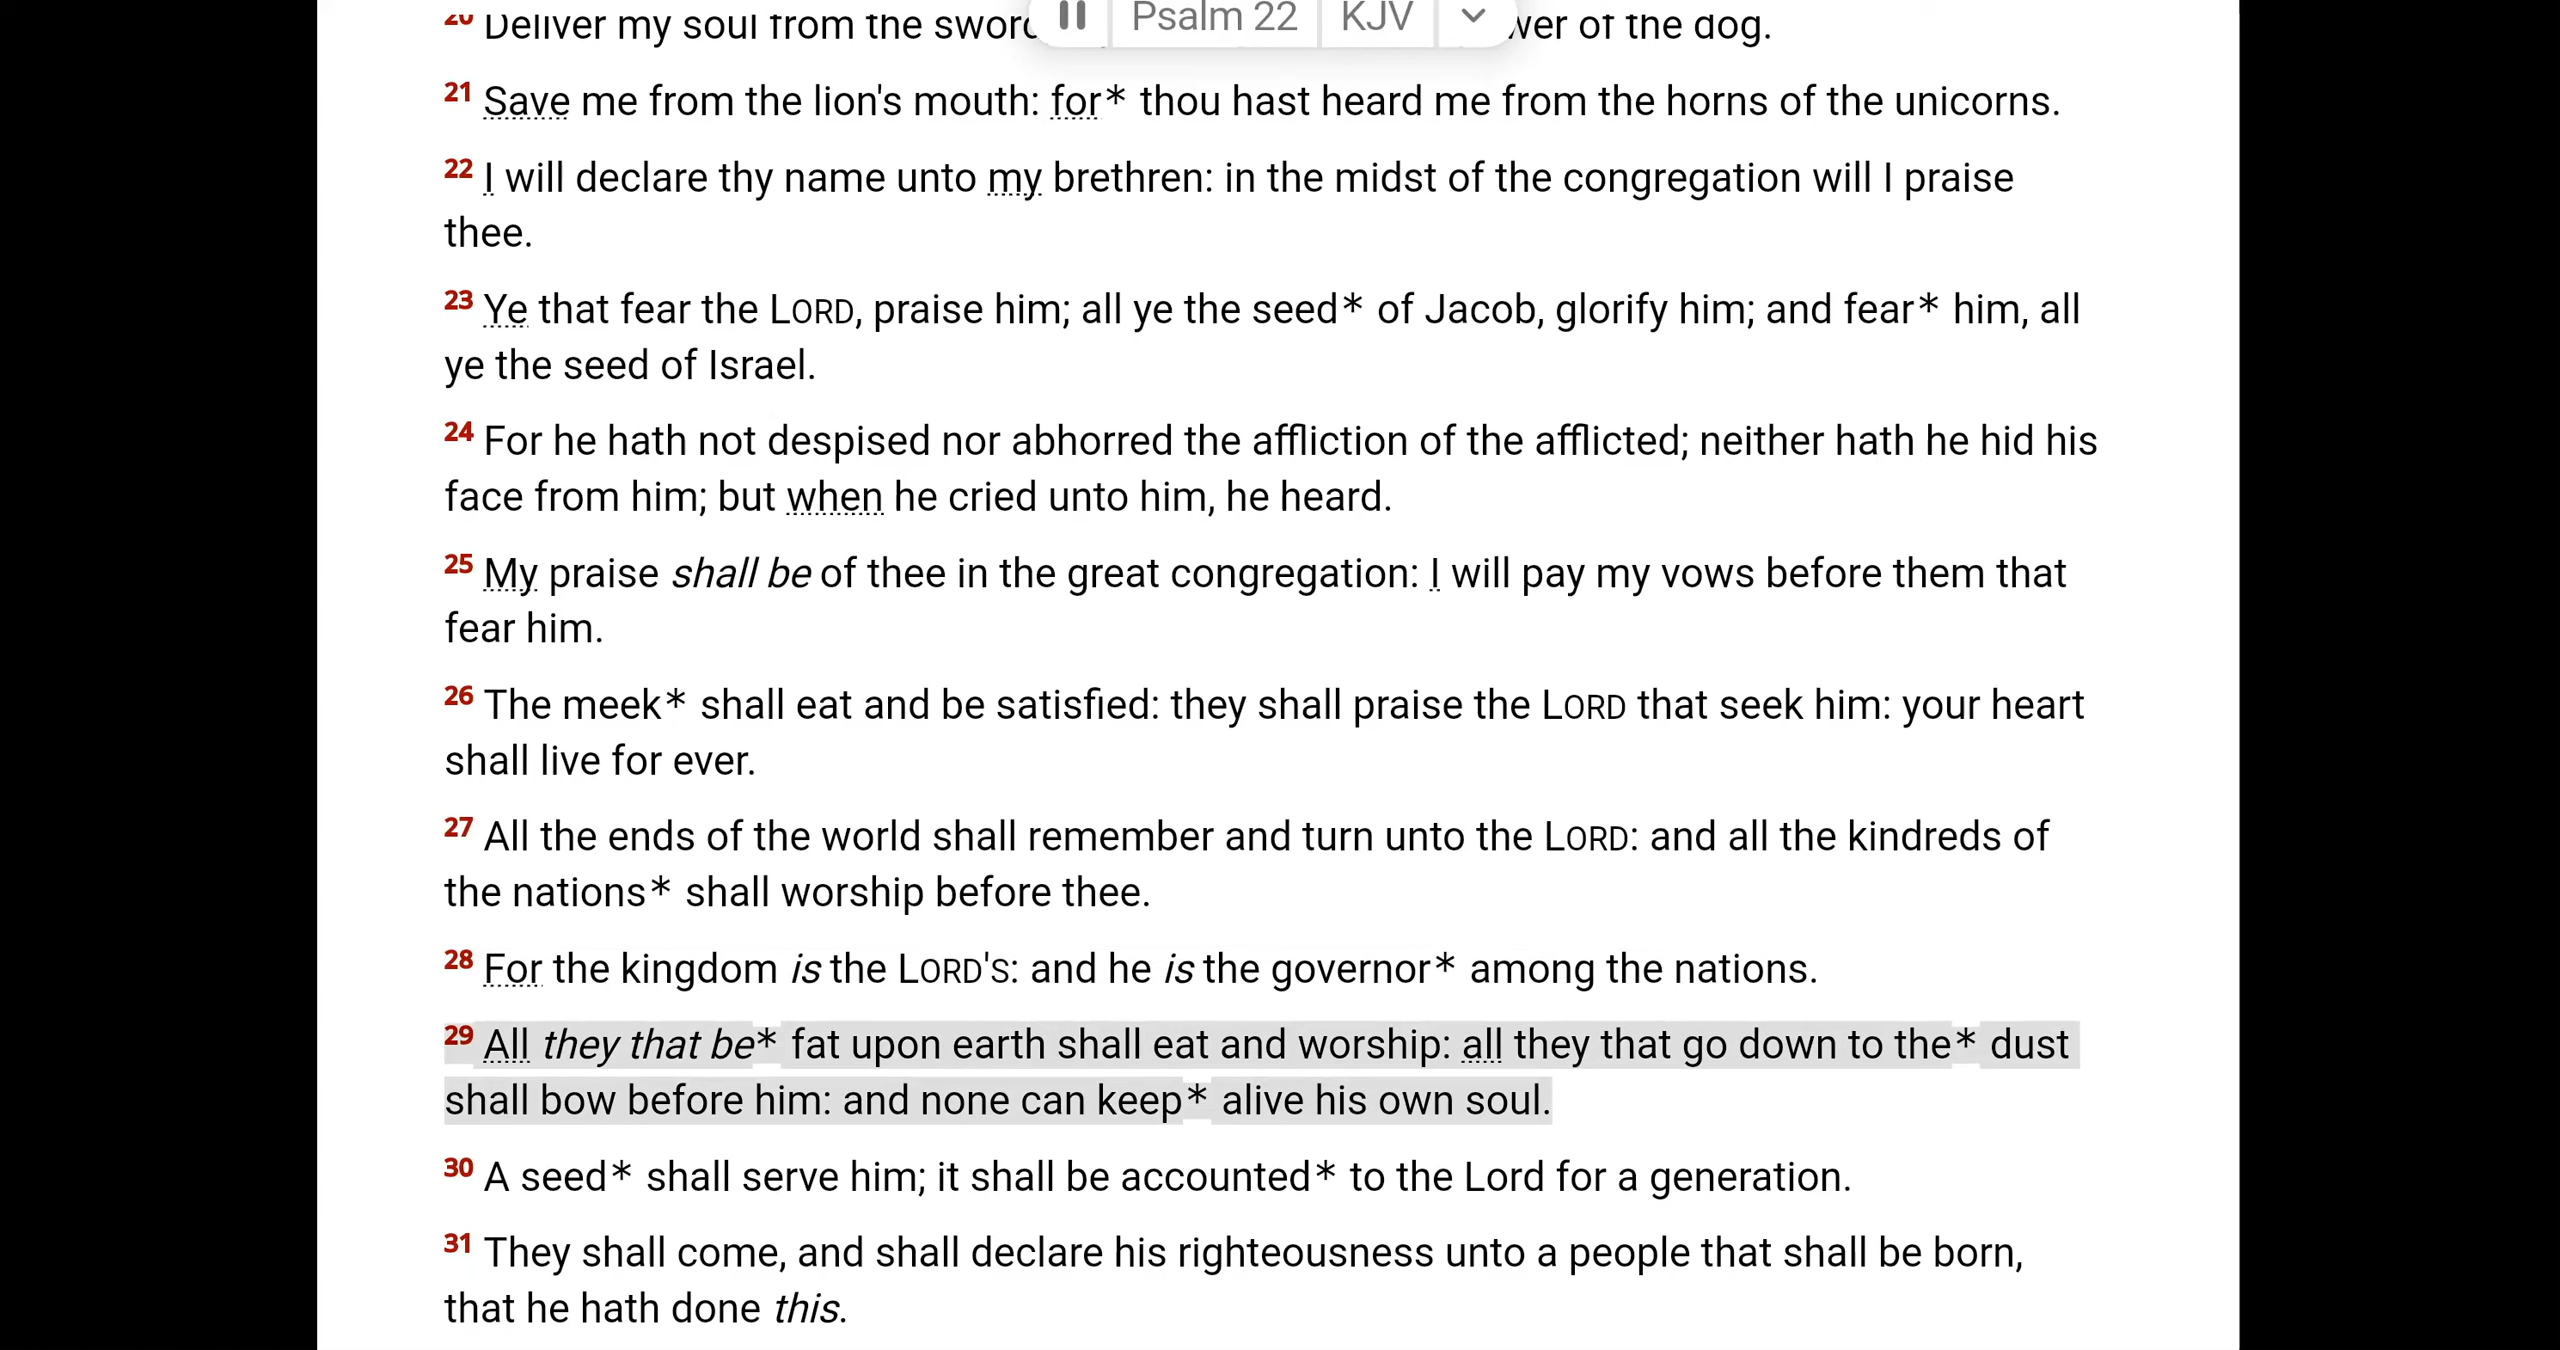 20 Deliver my soul from the sword wer of the dog.
Psalm 22 KJV
21 Save me from the lion's mouth: for* thou hast heard me from the horns of the unicorns.
22 I will declare thy name unto my brethren: in the midst of the congregation will I praise
thee.
23 Ye that fear the LORD, praise him; all ye the seed* of Jacob, glorify him; and fear* him, all
ye the seed of Israel.
24 For he hath not despised nor abhorred the affliction of the afflicted; neither hath he hid his
face from him; but when he cried unto him, he heard.
25 My praise shall be of thee in the great congregation: I will pay my vows before them that
fear him.
26 The meek* shall eat and be satisfied: they shall praise the LORD that seek him: your heart
shall live for ever.
27 All the ends of the world shall remember and turn unto the LORD: and all the kindreds of
the nations* shall worship before thee.
28 For the kingdom is the LORD'S: and he is the governor* among the nations.
29 All they that be* fat upon earth shall eat and worship: all they that go down to the* dust
shall bow before him: and none can keep* alive his own soul.
30 A seed* shall serve him; it shall be accounted* to the Lord for a generation.
31 They shall come, and shall declare his righteousness unto a people that shall be born,
that he hath done this.